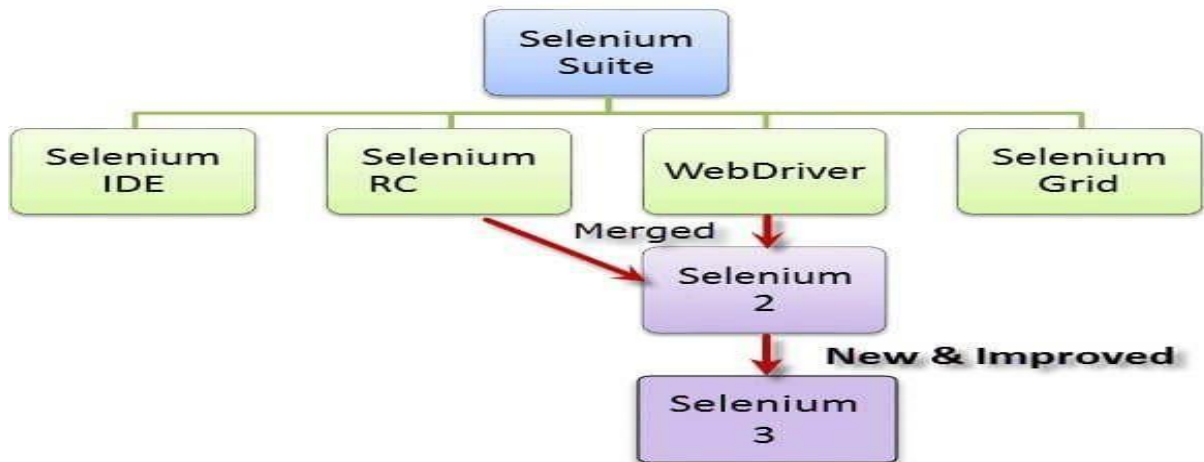 Selenium
Suite
Selenium
IDE
Selenium
RC
WebDriver
Selenium
Grid
Merged
Selenium
2
New & Improved
Selenium
3